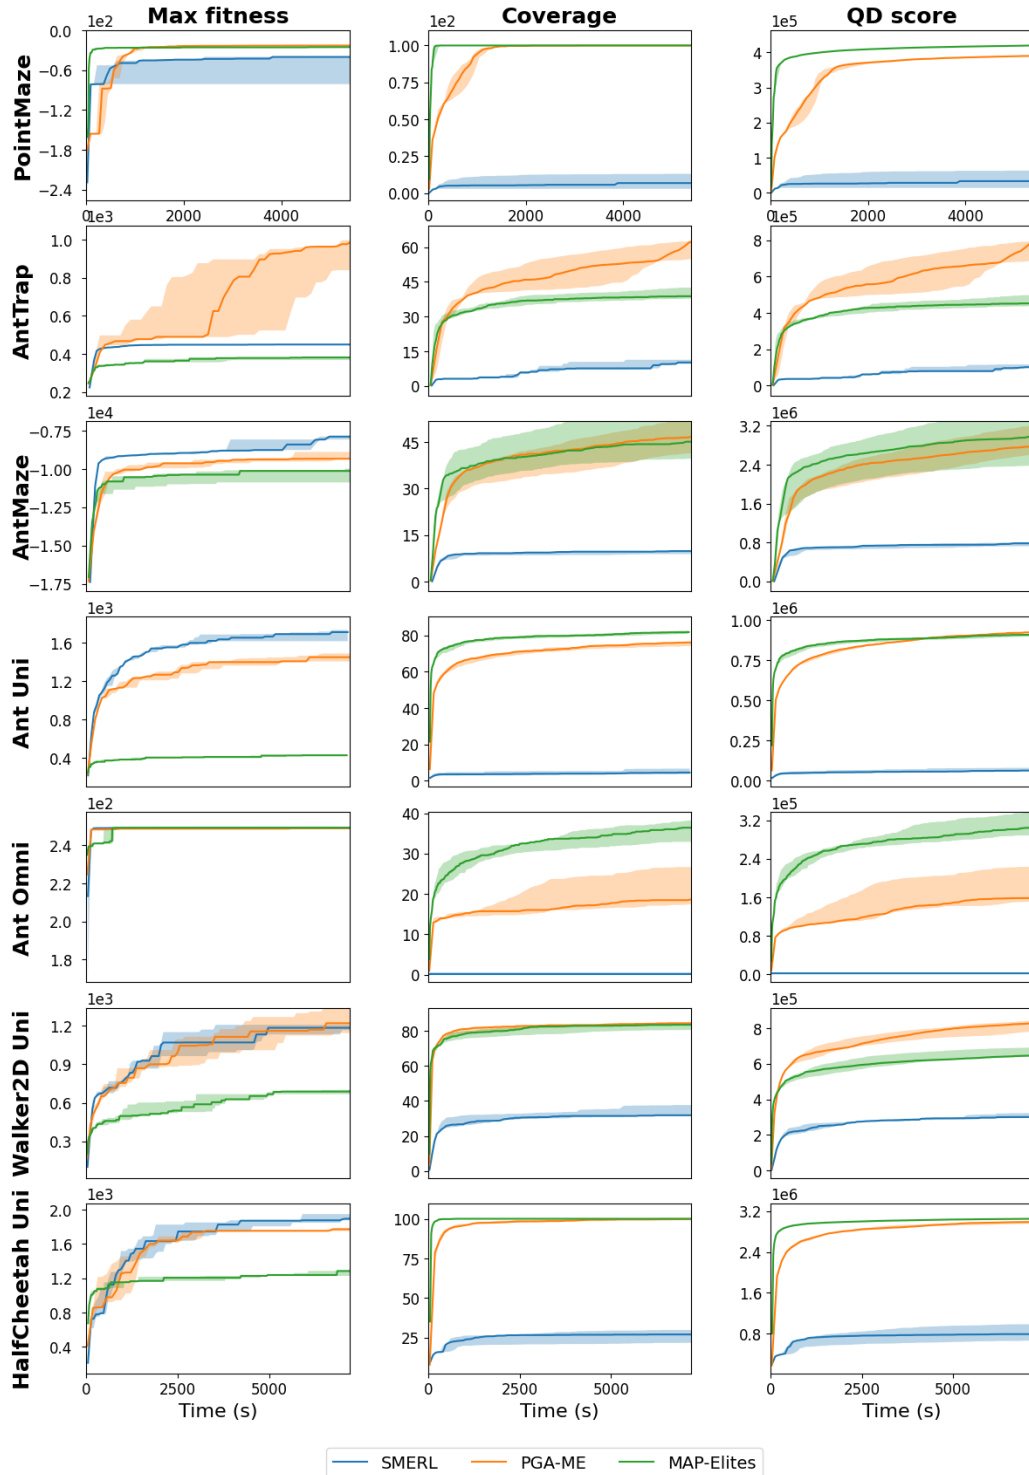 Max fitness Coverage QD score
1e2 1e2 1e5
PointMaze
0.0 −0.6 −1.2 −1.8 −2.4
1.00 0.75 0.50 0.25 0.00
4 3 2 1 0
0 2000 4000
0 2000 4000
0 2000 4000
1e3 1e5
AntTrap
1.0 0.8 0.6 0.4 0.2
60 45 30 15 0
8 6 4 2 0
1e4 1e6
AntMaze
−0.75 −1.00 −1.25 −1.50 −1.75
45 30 15 0
3.2 2.4 1.6 0.8 0.0
1e3 1e6
Ant Uni
1.6 1.2 0.8 0.4
80 60 40 20 0
1.00 0.75 0.50 0.25 0.00
1e2 1e5
Ant Omni
2.4 2.2 2.0 1.8
40 30 20 10 0
3.2 2.4 1.6 0.8 0.0
1e3 1e5
Walker2D Uni
1.2 0.9 0.6 0.3
80 60 40 20 0
8 6 4 2 0
1e3 1e6
HalfCheetah Uni
2.0 1.6 1.2 0.8 0.4
100 75 50 25
3.2 2.4 1.6 0.8
0 2500 5000
0 2500 5000
0 2500 5000
Time (s) Time (s) Time (s)
SMERL PGA-ME MAP-Elites